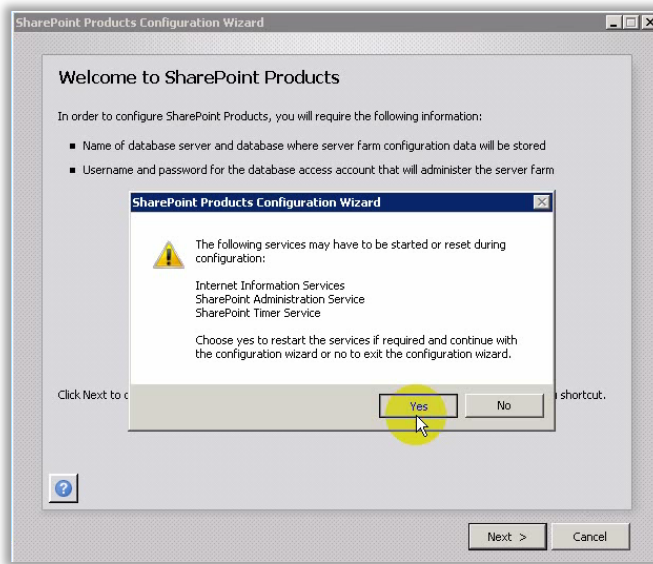 SharePoint Products Configuration Wizard
Welcome to SharePoint Products
In order to configure SharePoint Products, you will require the following information:
Name of database server and database where server farm configuration data will be stored
Username and password for the database access account that will administer the server farm
SharePoint Products Configuration Wizard
The following services may have to be started or reset during
configuration:
Internet Information Services
SharePoint Administration Service
SharePoint Timer Service
Choose yes to restart the services if required and continue with
the configuration wizard or no to exit the configuration wizard.
Click Next to
shortcut.
Yes
No
?
Next >
Cancel